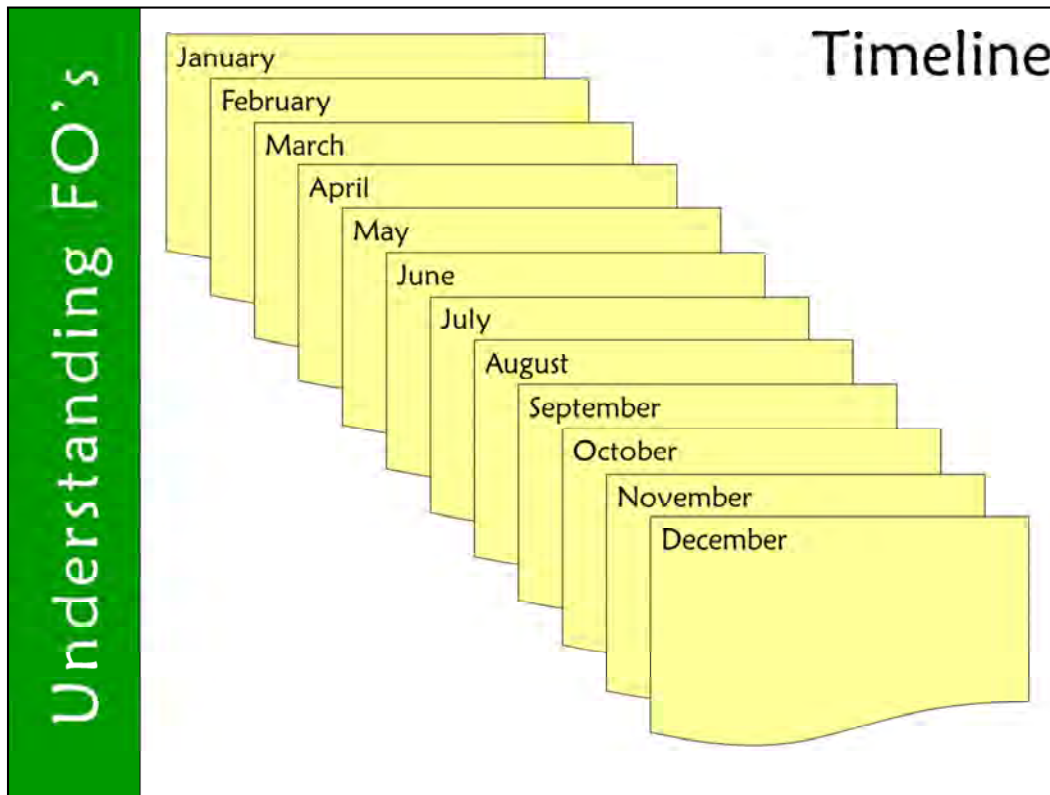 Understanding FO's
Timeline
January
February
March
April
May
June
July
August
September
October
November
December